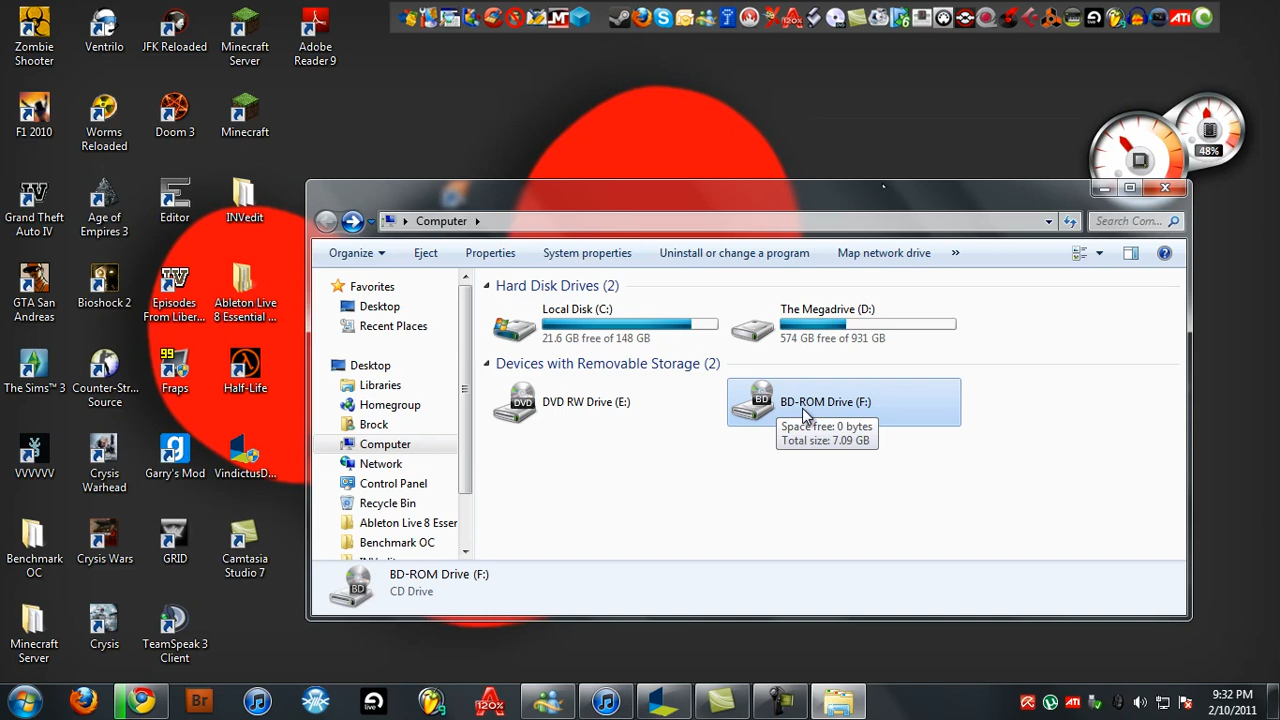 Zombie
Shooter
Ventrilo
JFK Reloaded
Minecraft
Server
Adobe
Reader 9
F1 2010
Worms
Reloaded
Doom 3
Minecraft
Grand Theft
Auto IV
Age of
Empires 3
Editor
INVedit
GTA San
Andreas
Bioshock 2
Episodes
From Liber...
Ableton Live
8 Essential ...
The Sims™ 3
Counter-Str...
Source
99
Fraps
Half-Life
VVVVVV
Crysis
Warhead
Garry's Mod
VindictusD...
Benchmark
OC
Crysis Wars
GRID
Camtasia
Studio 7
Minecraft
Server
Crysis
TeamSpeak 3
Client
48%
Computer
Search Com...
Organize
Eject
Properties
System properties
Uninstall or change a program
Map network drive
»
Favorites
Desktop
Recent Places
Desktop
Libraries
Homegroup
Brock
Computer
Network
Control Panel
Recycle Bin
Ableton Live 8 Esser
Benchmark OC
Hard Disk Drives (2)
Local Disk (C:)
21.6 GB free of 148 GB
The Megadrive (D:)
574 GB free of 931 GB
Devices with Removable Storage (2)
DVD
DVD RW Drive (E:)
BD
BD-ROM Drive (F:)
Space free: 0 bytes
Total size: 7.09 GB
BD
BD-ROM Drive (F:)
CD Drive
Br
live
120%
ATI
9:32 PM
2/10/2011